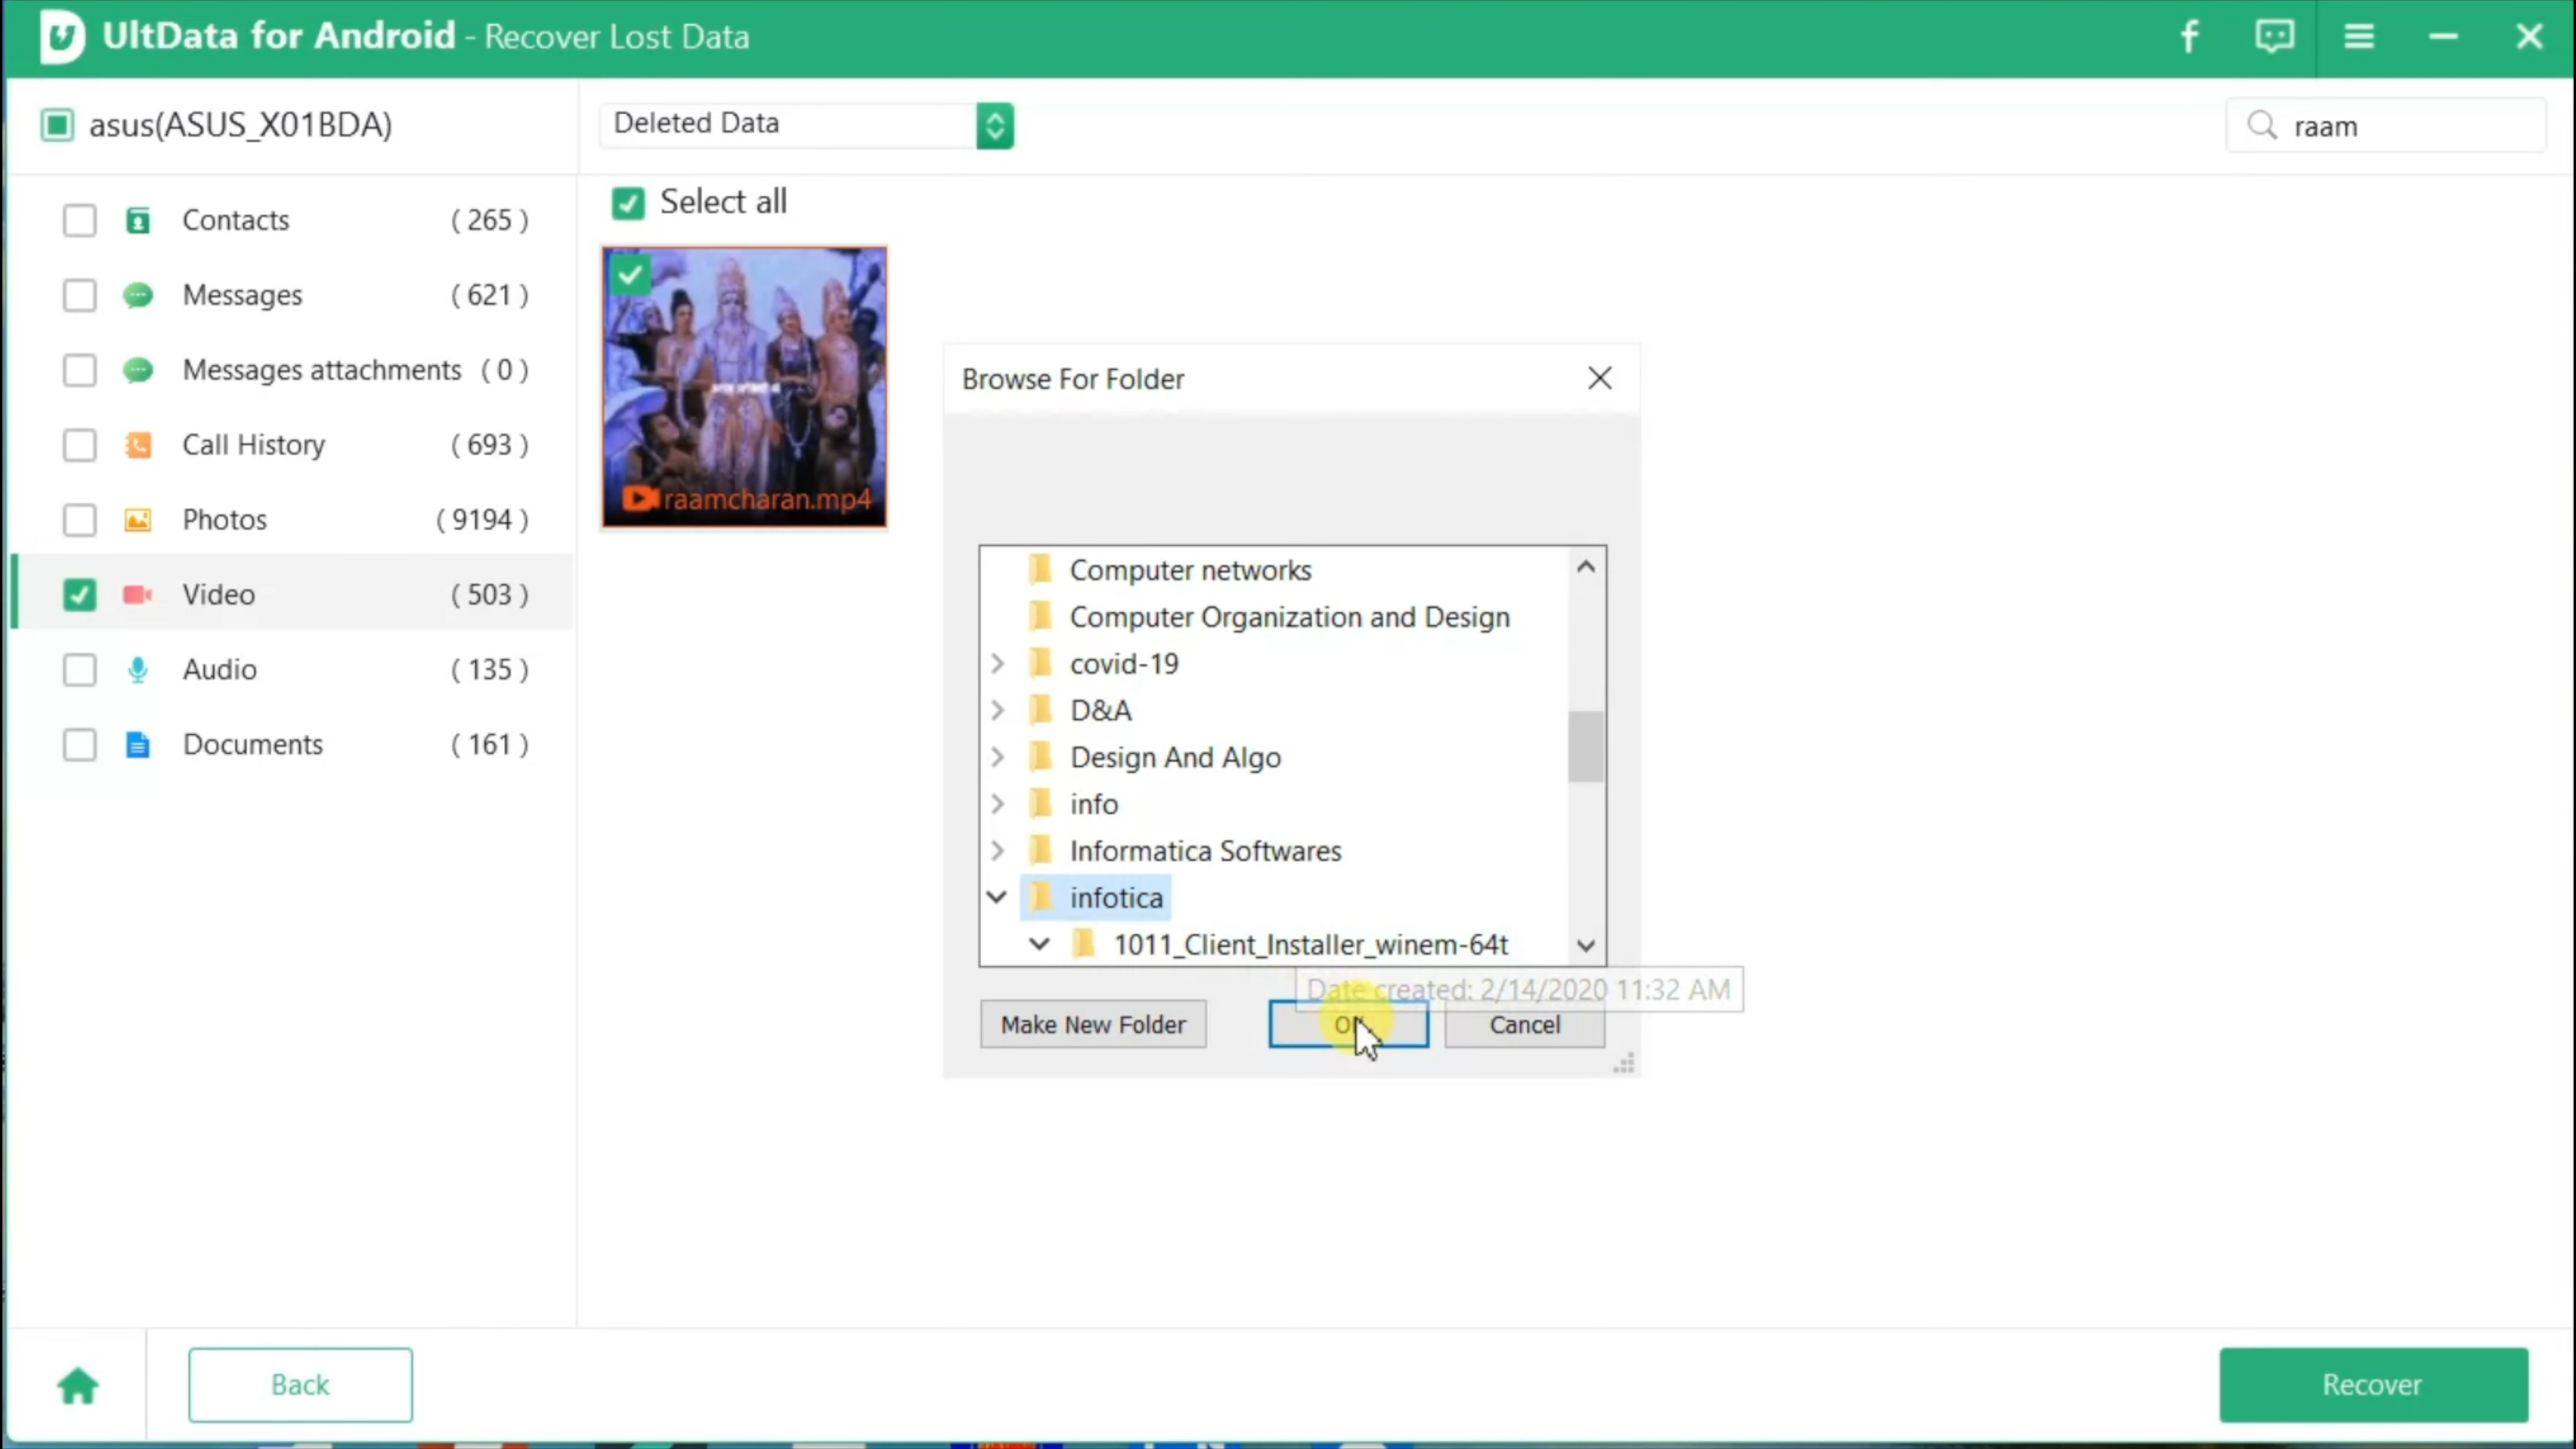 UltData for Android - Recover Lost Data
asus(ASUS_X01BDA)
Deleted Data
raam
Contacts ( 265 )
Messages ( 621 )
Messages attachments ( 0 )
Call History ( 693 )
Photos ( 9194 )
Video ( 503 )
Audio ( 135 )
Documents ( 161 )
Select all
raamcharan.mp4
Browse For Folder
Computer networks
Computer Organization and Design
covid-19
D&A
Design And Algo
info
Informatica Softwares
infotica
1011_Client_Installer_winem-64t
Date created: 2/14/2020 11:32 AM
Make New Folder
OK
Cancel
Back
Recover